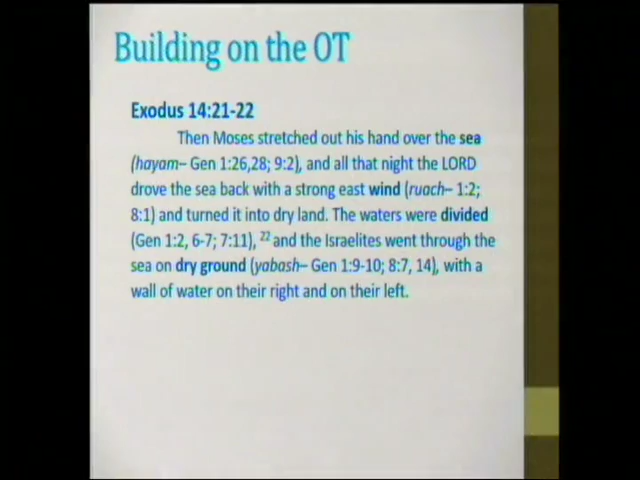 Building on the OT
Exodus 14:21-22
Then Moses stretched out his hand over the sea
(hayam– Gen 1:26,28; 9:2), and all that night the LORD
drove the sea back with a strong east wind (ruach– 1:2;
8:1) and turned it into dry land. The waters were divided
(Gen 1:2, 6-7; 7:11), 22 and the Israelites went through the
sea on dry ground (yabash– Gen 1:9-10; 8:7, 14), with a
wall of water on their right and on their left.